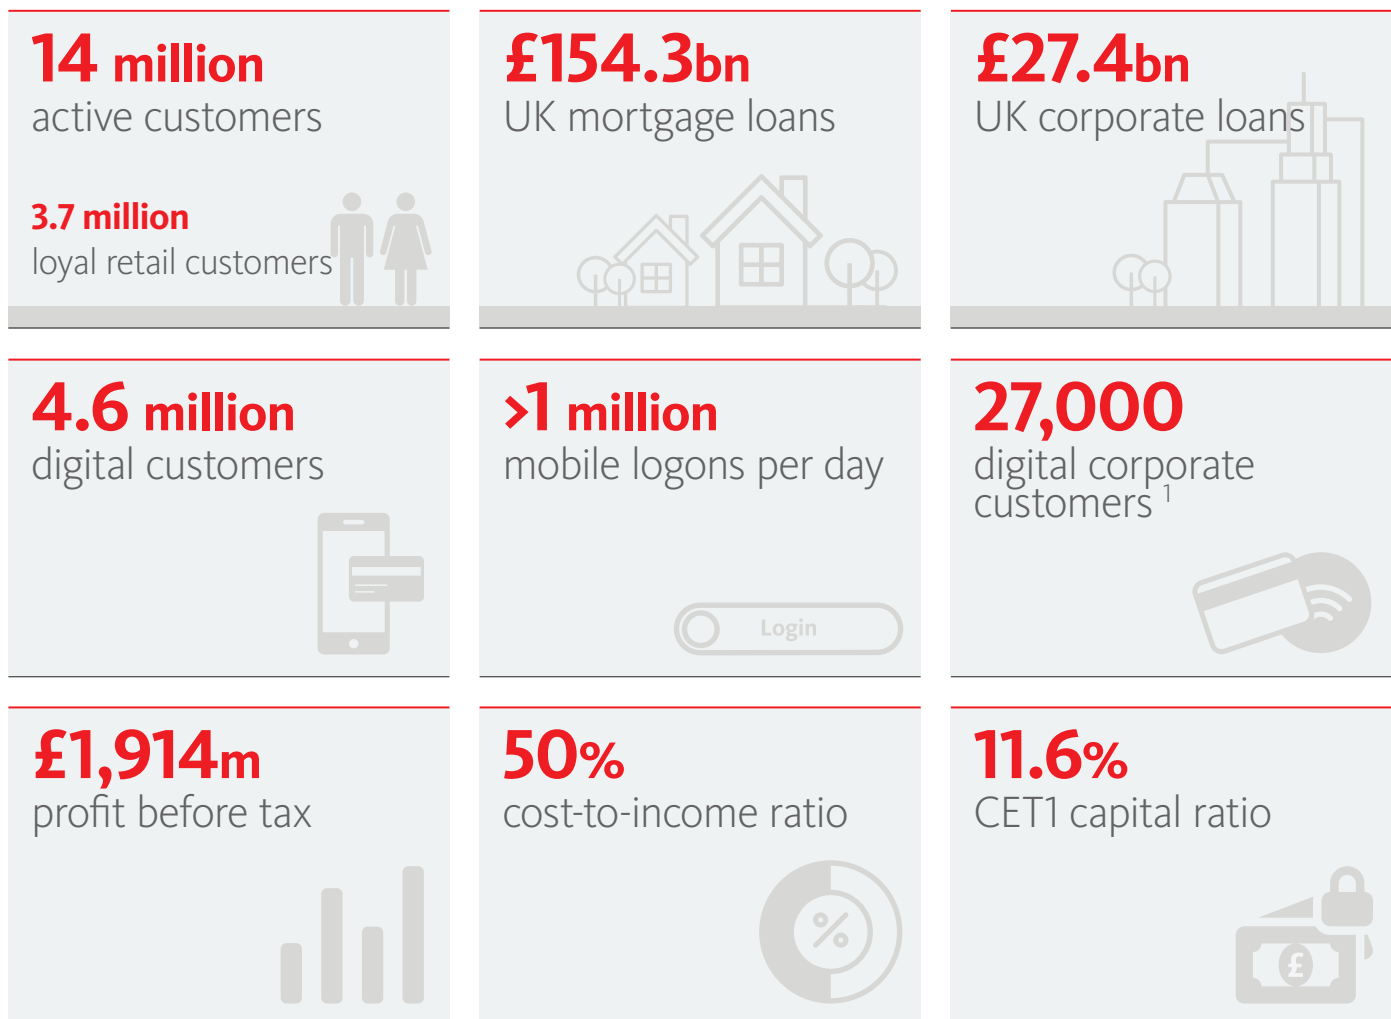 14 million
active customers
3.7 million
loyal retail customers
£154.3bn
UK mortgage loans
£27.4bn
UK corporate loans
4.6 million
digital customers
>1 million
mobile logons per day
Login
27,000
digital corporate
customers 1
£1,914m
profit before tax
50%
cost-to-income ratio
%
11.6%
CET1 capital ratio
£